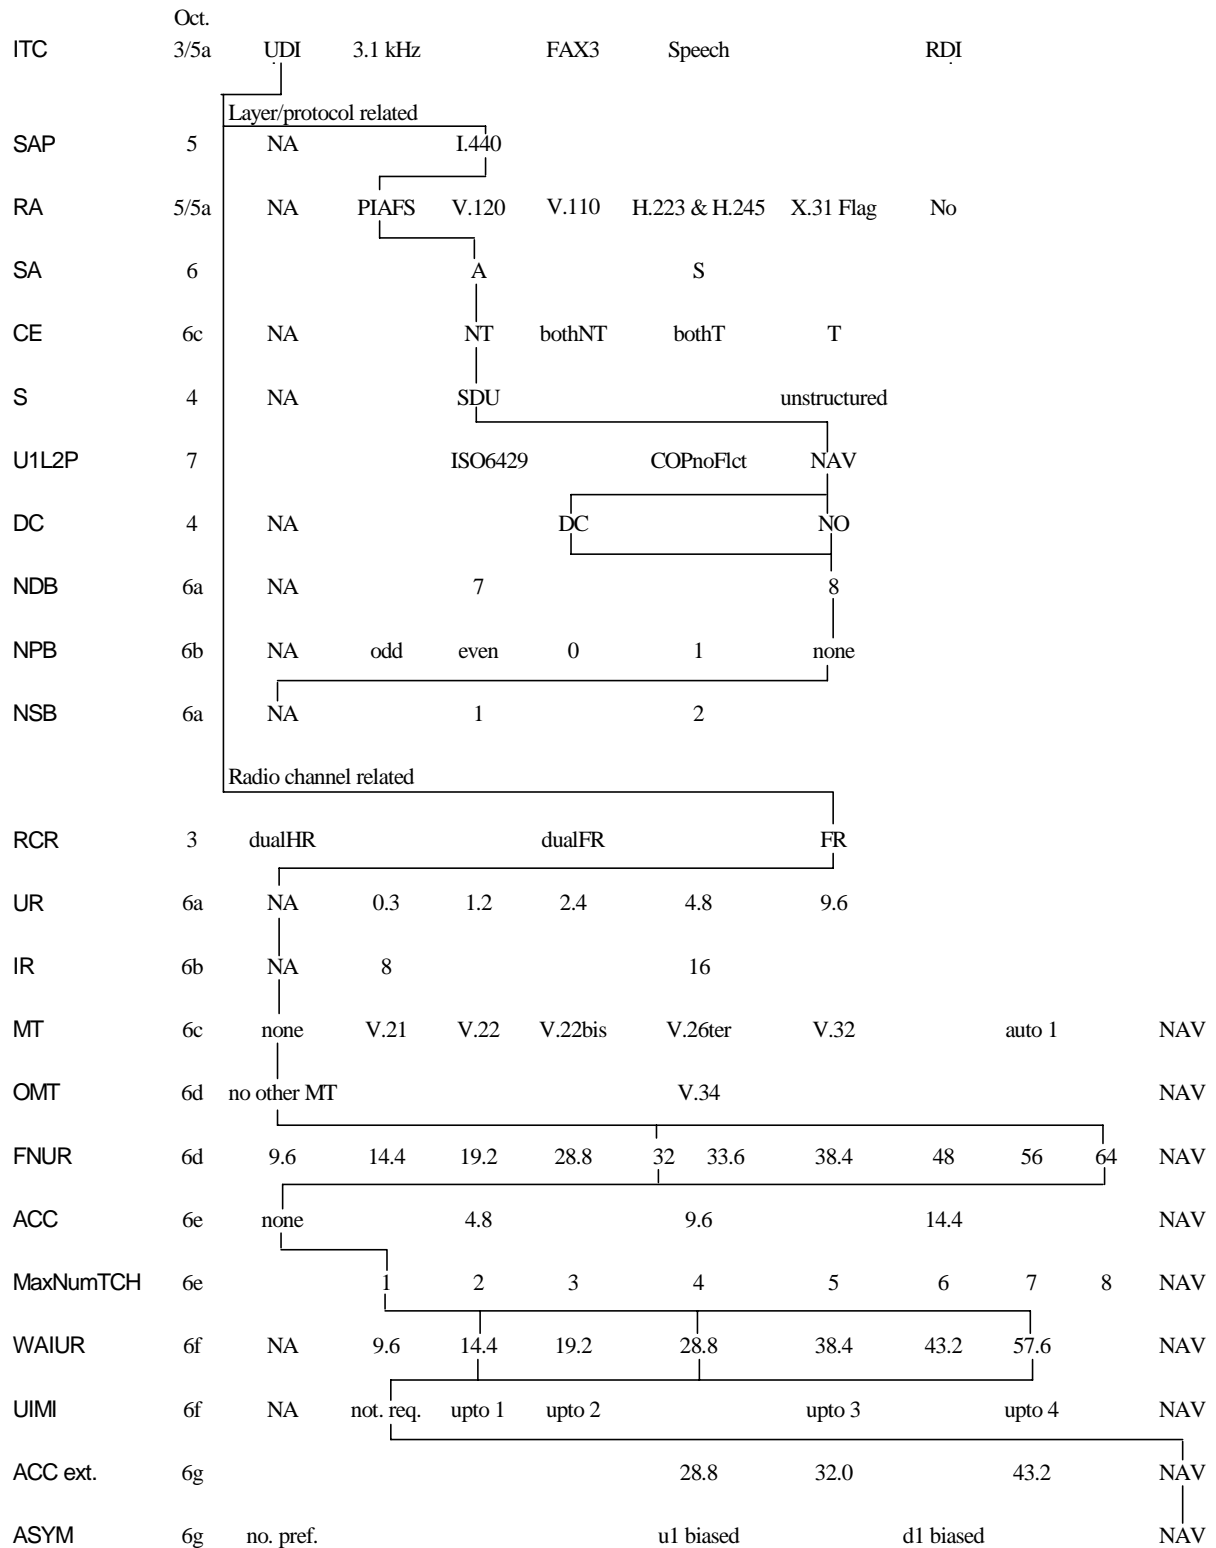 Oct.
ITC 3/5a UDI 3.1 kHz FAX3 Speech RDI
Layer/protocol related
SAP 5 NA I.440
RA 5/5a NA PIAFS V.120 V.110 H.223 & H.245 X.31 Flag No
SA 6 A S
CE 6c NA NT bothNT bothT T
S 4 NA SDU unstructured
U1L2P 7 ISO6429 COPnoFlct NAV
DC 4 NA DC NO
NDB 6a NA 7 8
NPB 6b NA odd even 0 1 none
NSB 6a NA 1 2
Radio channel related
RCR 3 dualHR dualFR FR
UR 6a NA 0.3 1.2 2.4 4.8 9.6
IR 6b NA 8 16
MT 6c none V.21 V.22 V.22bis V.26ter V.32 auto 1 NAV
OMT 6d no other MT V.34 NAV
FNUR 6d 9.6 14.4 19.2 28.8 32 33.6 38.4 48 56 64 NAV
ACC 6e none 4.8 9.6 14.4 NAV
MaxNumTCH 6e 1 2 3 4 5 6 7 8 NAV
WAIUR 6f NA 9.6 14.4 19.2 28.8 38.4 43.2 57.6 NAV
UIMI 6f NA not. req. upto 1 upto 2 upto 3 upto 4 NAV
ACC ext. 6g 28.8 32.0 43.2 NAV
ASYM 6g no. pref. u1 biased d1 biased NAV